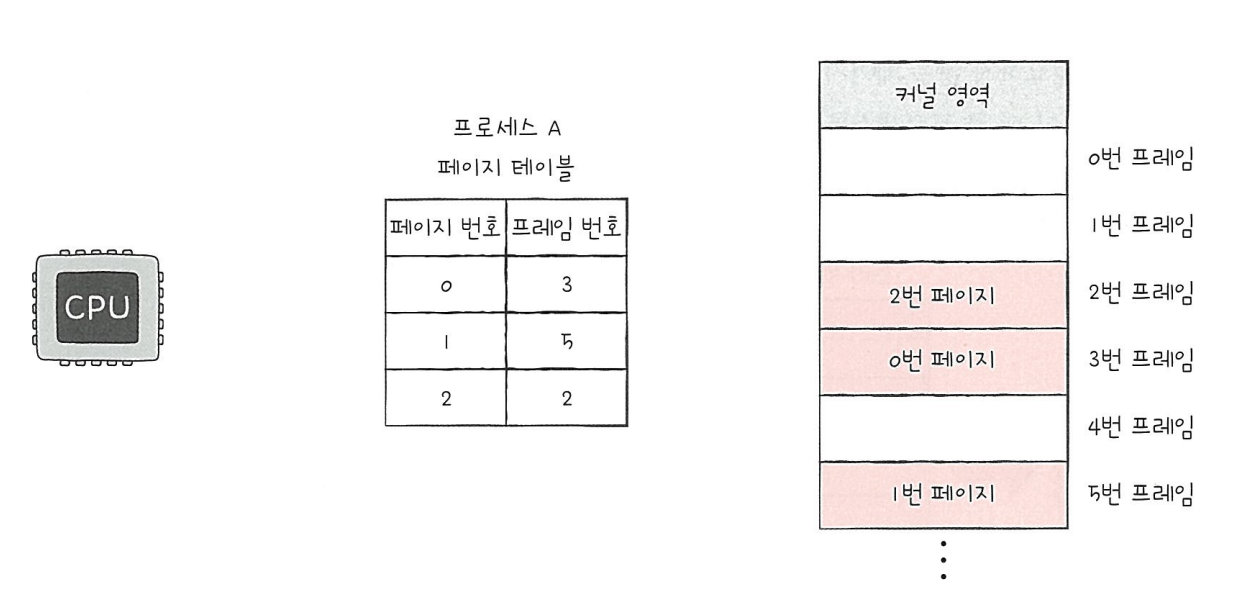 CPU
프로세스 A
페이지 테이블
페이지 번호 프레임 번호
0 3
1 5
2 2
커널 영역
0번 프레임
1번 프레임
2번 페이지 2번 프레임
0번 페이지 3번 프레임
4번 프레임
1번 페이지 5번 프레임